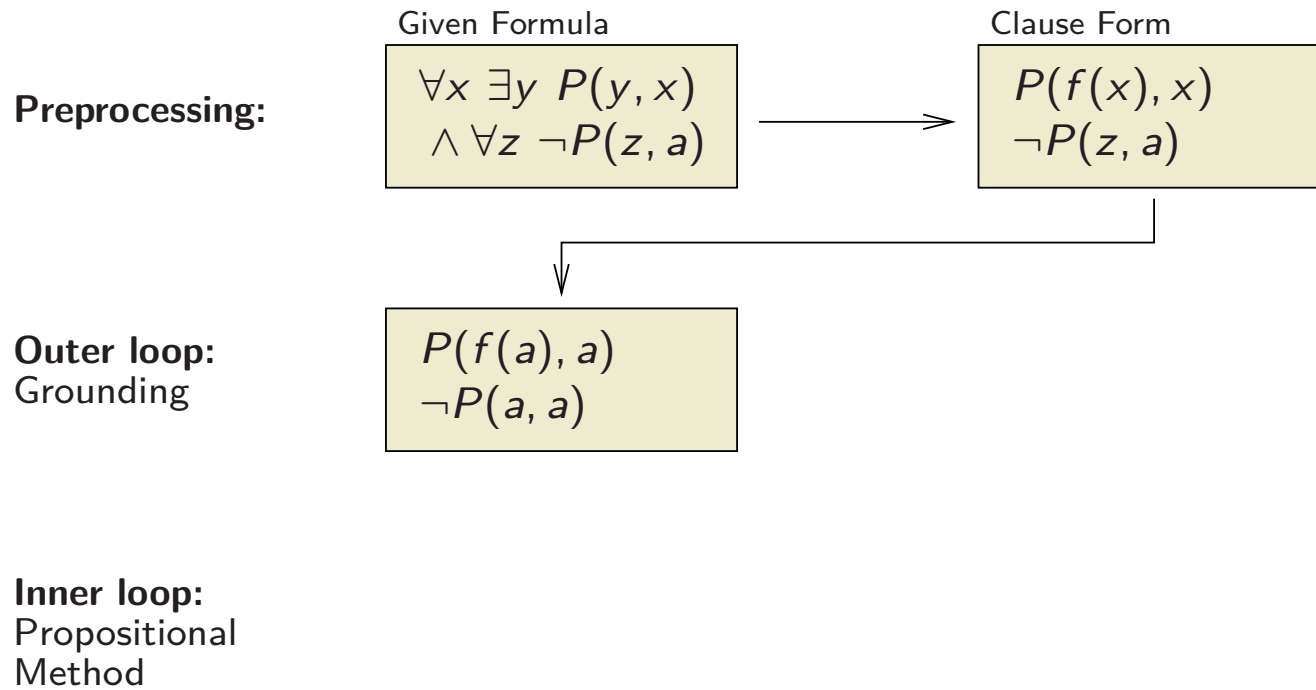 Given Formula
Clause Form
Preprocessing:
∀x ∃y P(y, x)
∧ ∀z ¬P(z, a)
P(f(x), x)
¬P(z, a)
Outer loop:
Grounding
P(f(a), a)
¬P(a, a)
Inner loop:
Propositional
Method